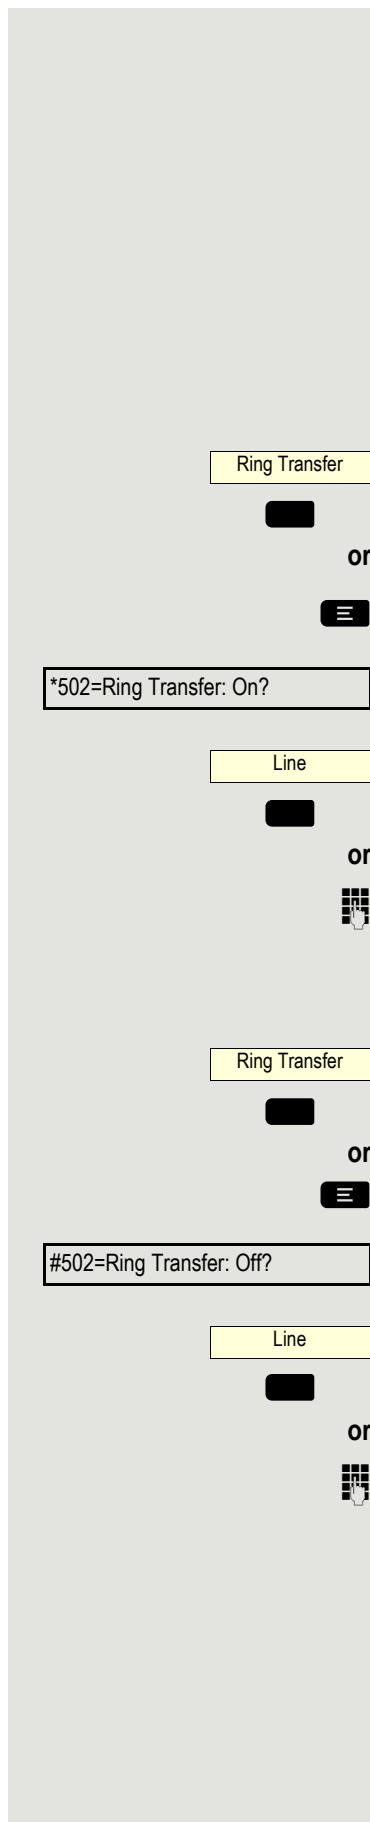 Ring Transfer
or
*502=Ring Transfer: On?
Line
or
Ring Transfer
or
#502=Ring Transfer: Off?
Line
or